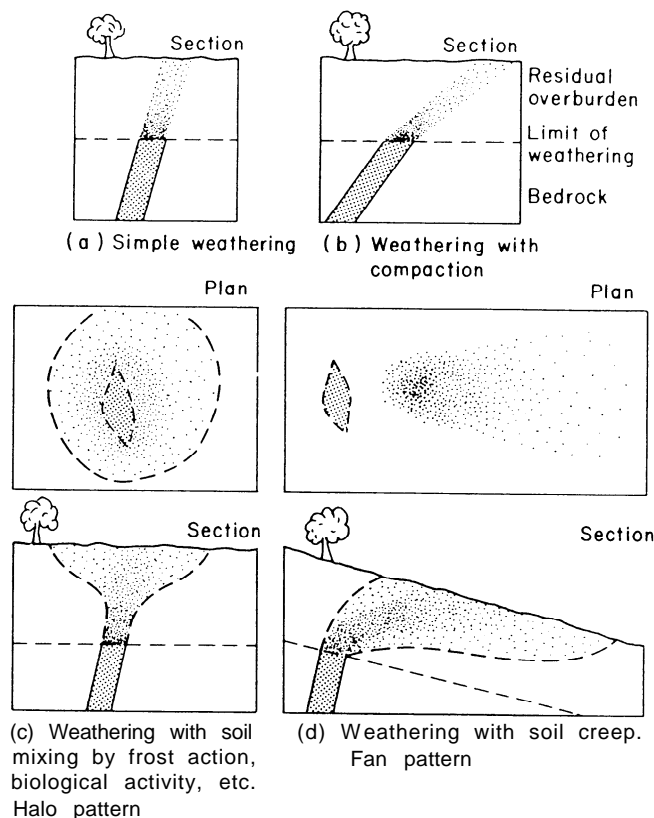 Section
Section
Residual
overburden
Limit of
weathering
Bedrock
(a) Simple weathering
(b) Weathering with
compaction
Plan
Plan
Section
Section
(c) Weathering with soil
mixing by frost action,
biological activity, etc.
Halo pattern
(d) Weathering with soil creep.
Fan pattern